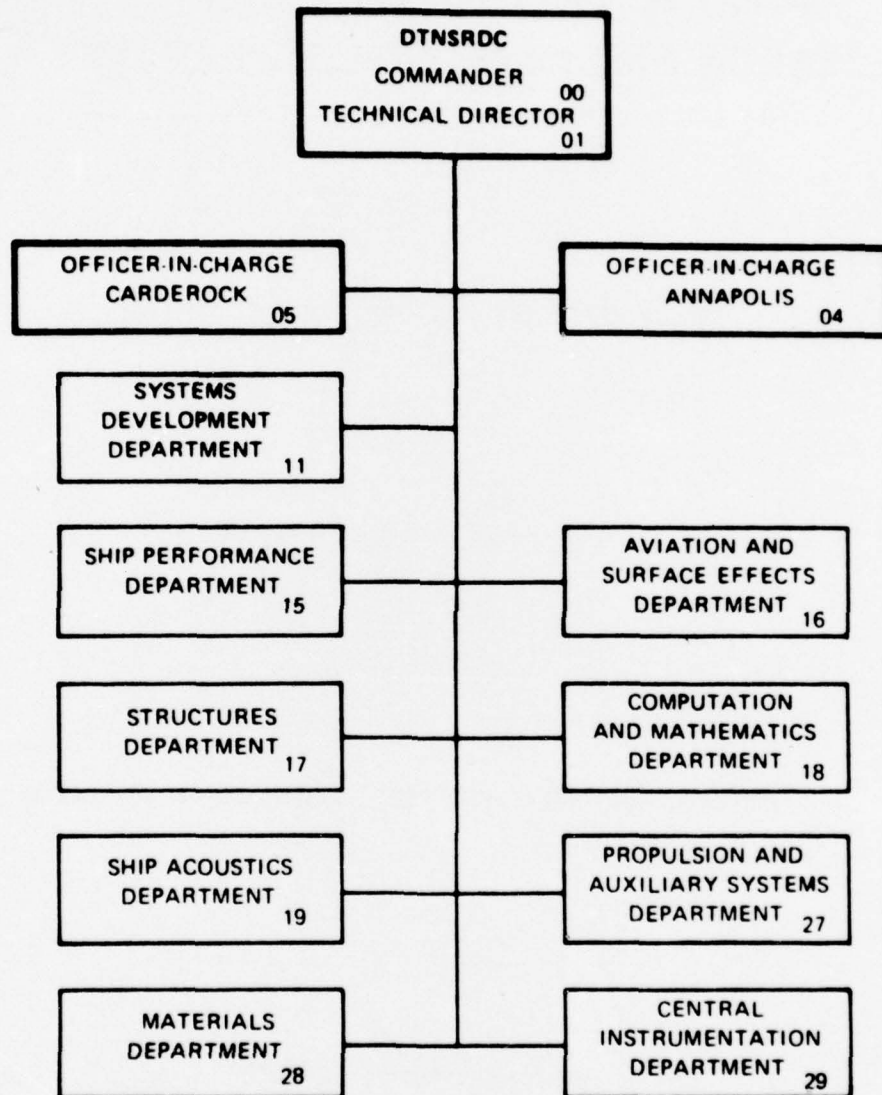 DTNSRDC
COMMANDER
00
TECHNICAL DIRECTOR
01
OFFICER-IN-CHARGE
CARDEROCK
05
OFFICER-IN-CHARGE
ANNAPOLIS
04
SYSTEMS
DEVELOPMENT
DEPARTMENT
11
SHIP PERFORMANCE
DEPARTMENT
15
AVIATION AND
SURFACE EFFECTS
DEPARTMENT
16
STRUCTURES
DEPARTMENT
17
COMPUTATION
AND MATHEMATICS
DEPARTMENT
18
SHIP ACOUSTICS
DEPARTMENT
19
PROPULSION AND
AUXILIARY SYSTEMS
DEPARTMENT
27
MATERIALS
DEPARTMENT
28
CENTRAL
INSTRUMENTATION
DEPARTMENT
29